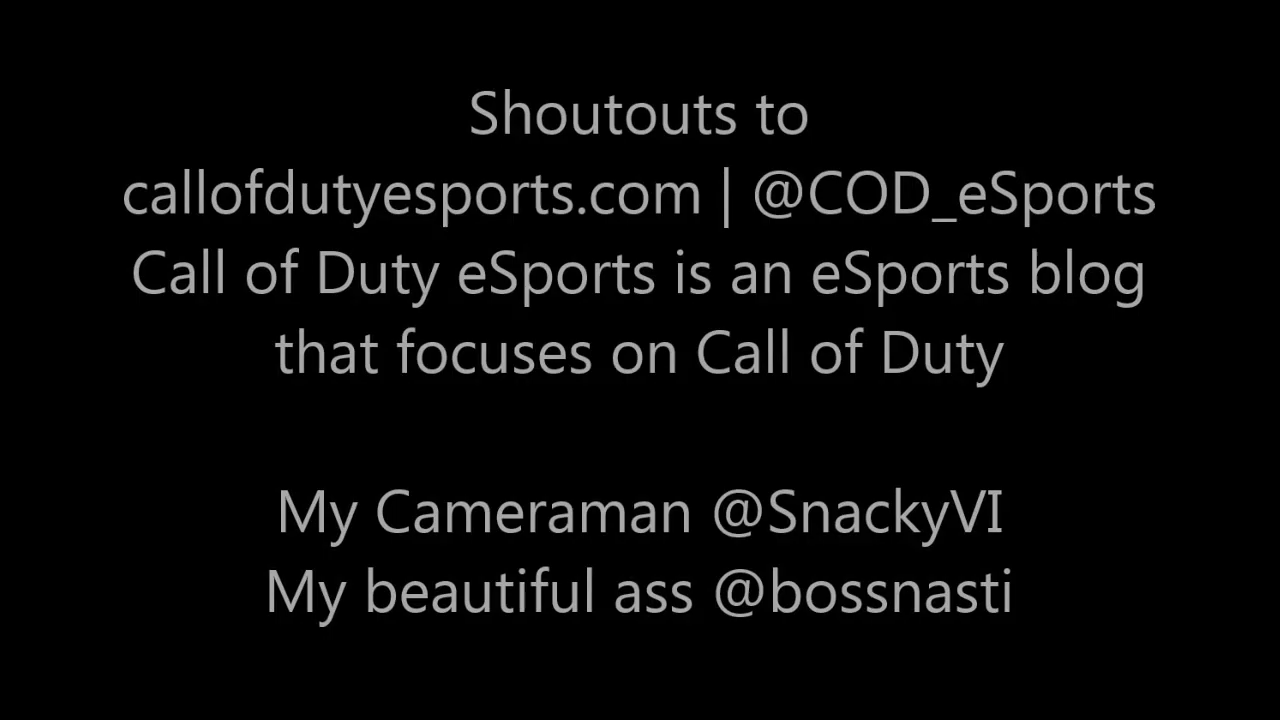 Shoutouts to
callofdutyesports.com | @COD_eSports
Call of Duty eSports is an eSports blog
that focuses on Call of Duty
My Cameraman @SnackyVI
My beautiful ass @bossnasti